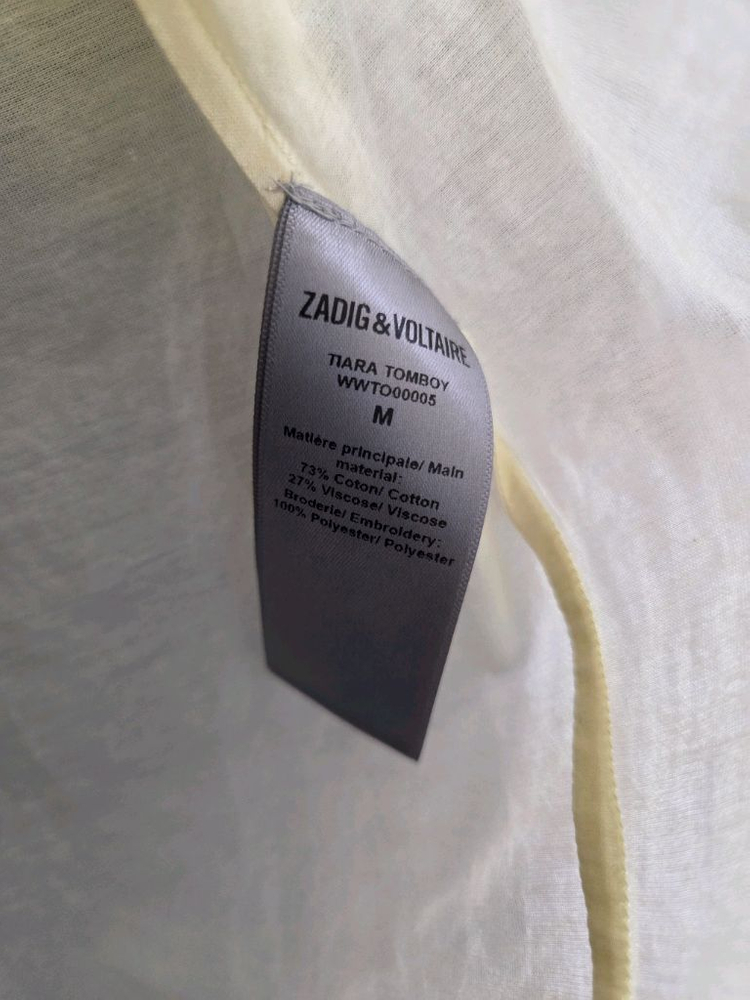 ZADIG&VOLTAIRE
TIARA TOMBOY
WWTO00005
M
Matière principale/ Main
material:
73% Coton/ Cotton
27% Viscose/ Viscose
Broderie/ Embroidery:
100% Polyester/ Polyester